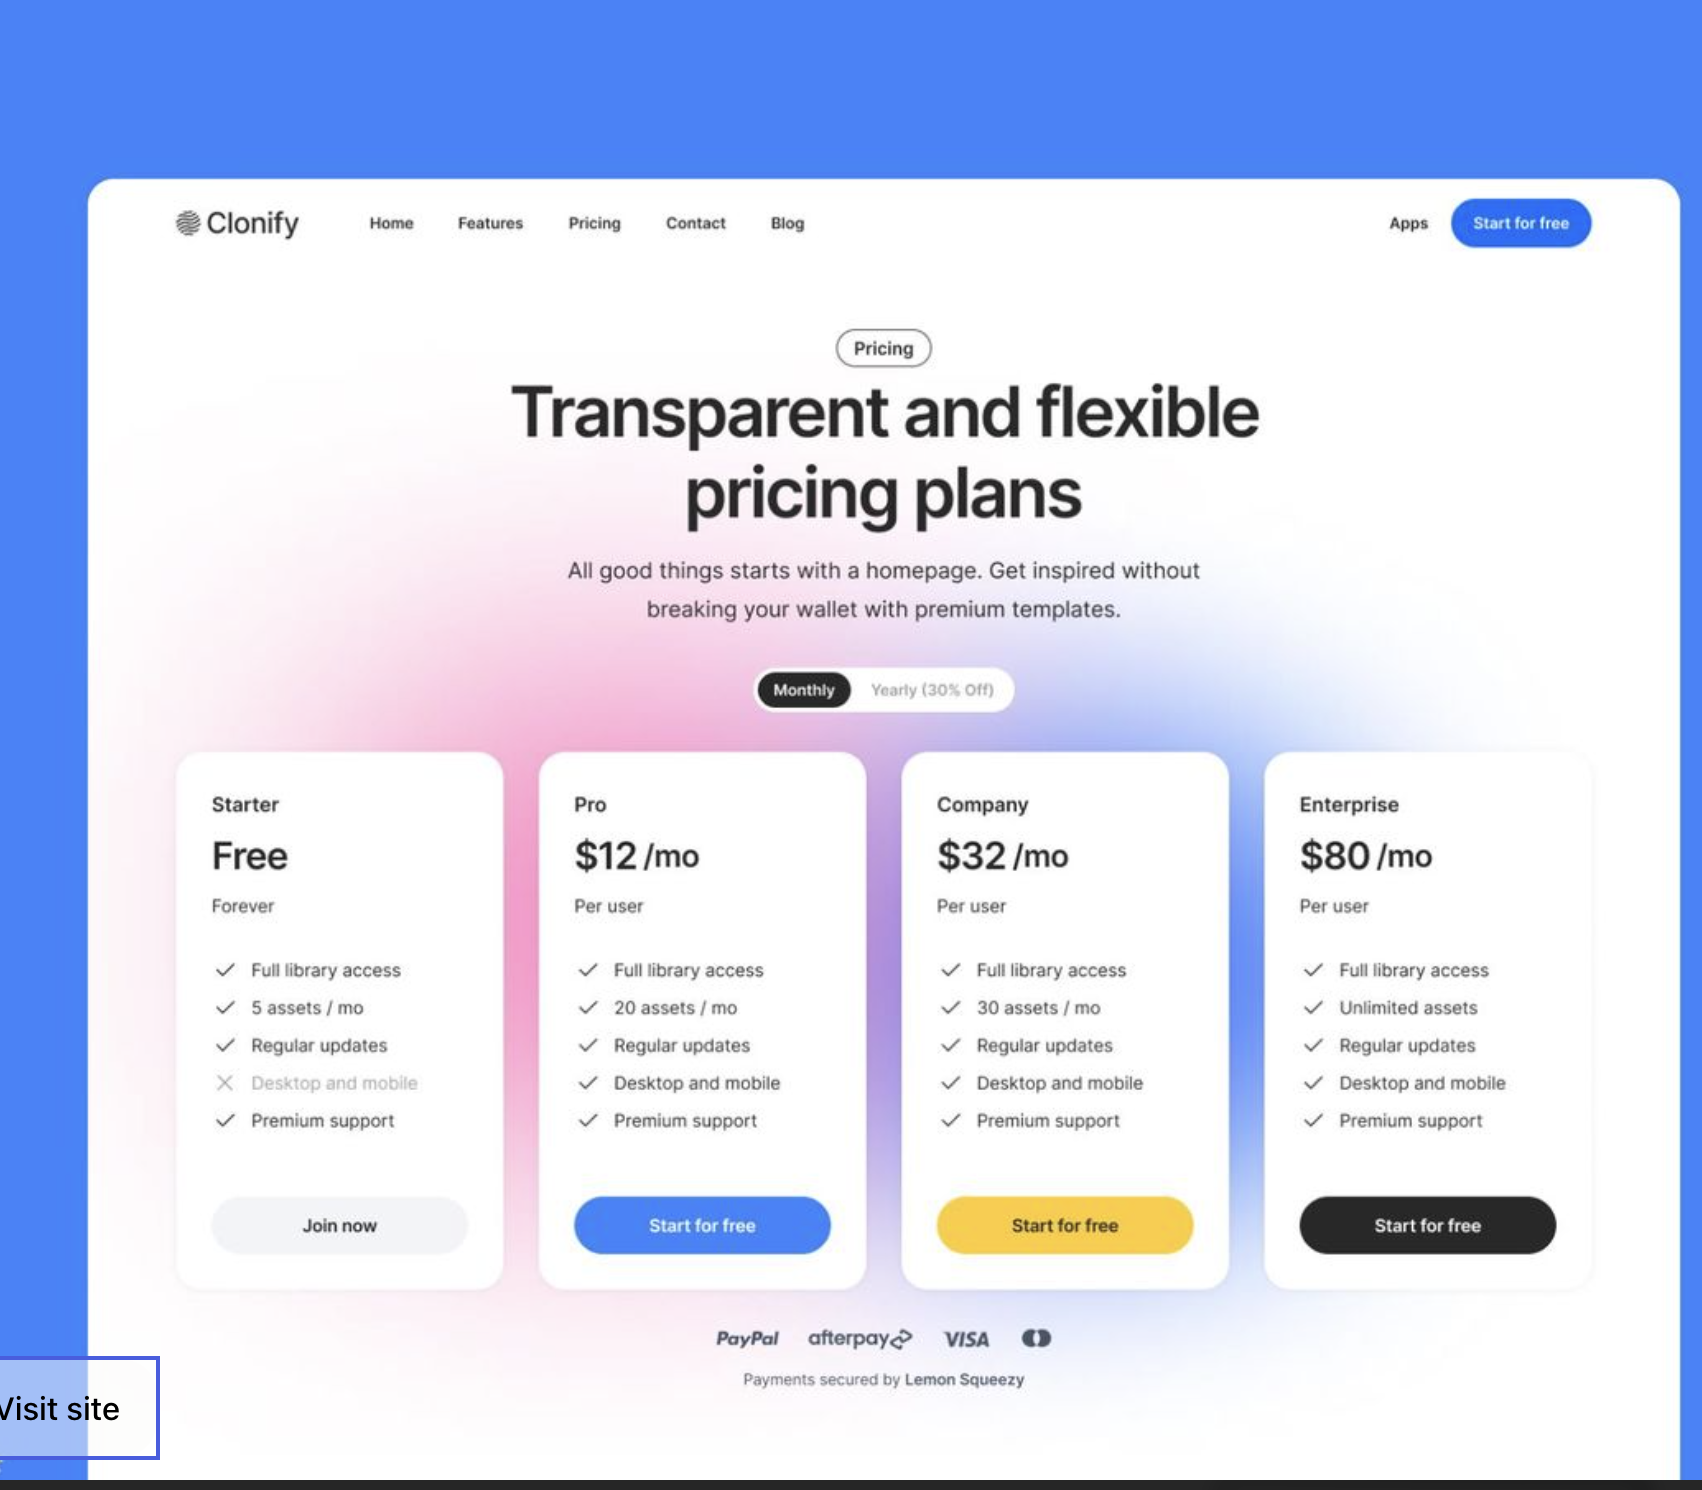 Clonify
Home Features Pricing Contact Blog
Apps Start for free
Pricing
Transparent and flexible
pricing plans
All good things starts with a homepage. Get inspired without
breaking your wallet with premium templates.
Monthly Yearly (30% Off)
Starter
Free
Forever
Full library access
5 assets / mo
Regular updates
Desktop and mobile
Premium support
Join now
Pro
$12 /mo
Per user
Full library access
20 assets / mo
Regular updates
Desktop and mobile
Premium support
Start for free
Company
$32 /mo
Per user
Full library access
30 assets / mo
Regular updates
Desktop and mobile
Premium support
Start for free
Enterprise
$80 /mo
Per user
Full library access
Unlimited assets
Regular updates
Desktop and mobile
Premium support
Start for free
PayPal afterpay VISA
Payments secured by Lemon Squeezy
Visit site